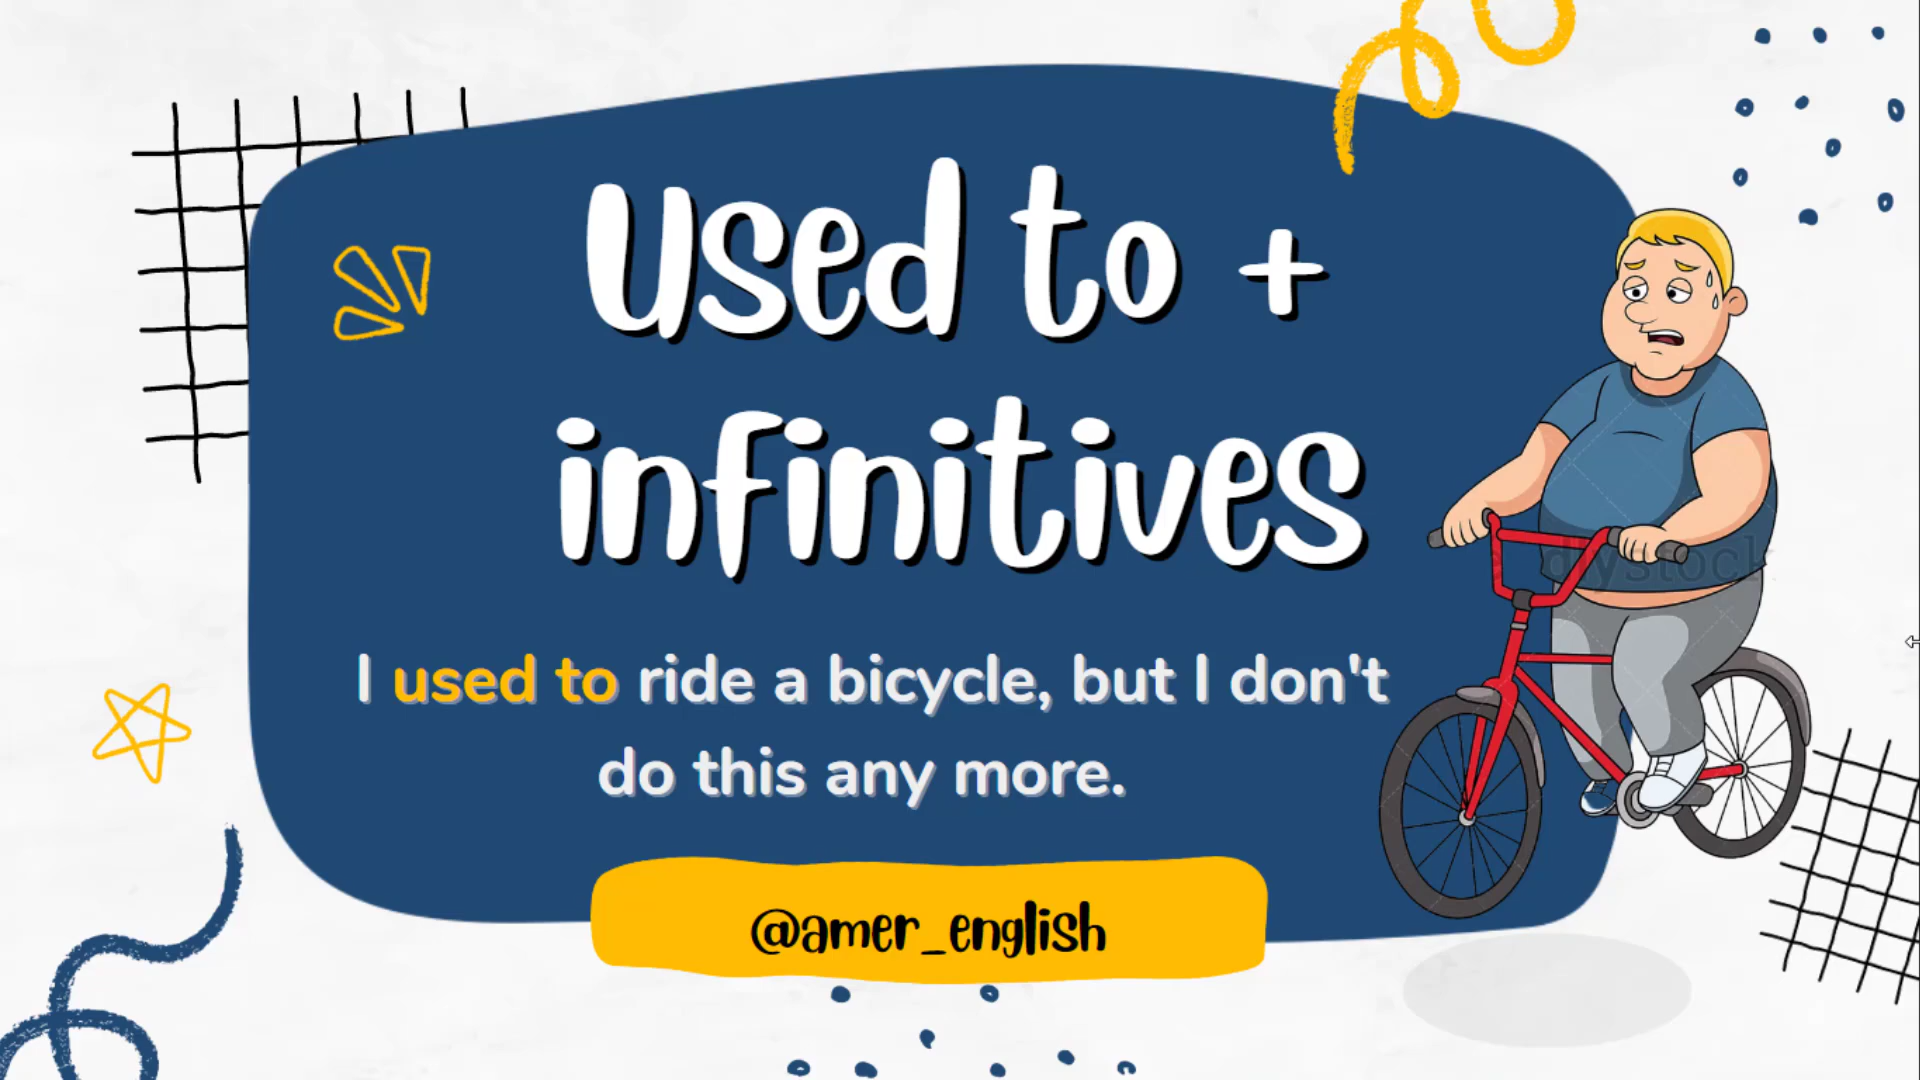 Used to +
infinitives
I used to ride a bicycle, but I don't
do this any more.
@amer_english